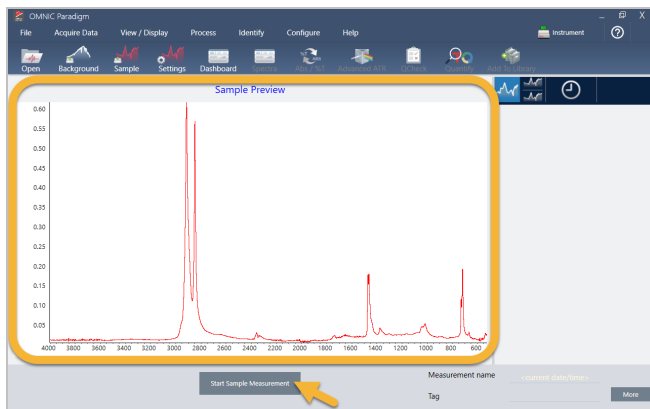 OMNIC Paradigm
File Acquire Data View / Display Process Identify Configure Help Instrument
Open Background Sample Settings Dashboard Spectra Abs / %T Advanced ATR QCheck Quantify Add To Library
Sample Preview
0.60
0.55
0.50
0.45
0.40
0.35
0.30
0.25
0.20
0.15
0.10
0.05
4000 3800 3600 3400 3200 3000 2800 2600 2400 2200 2000 1800 1600 1400 1200 1000 800 600
Start Sample Measurement
Measurement name <current date/time>
Tag
More